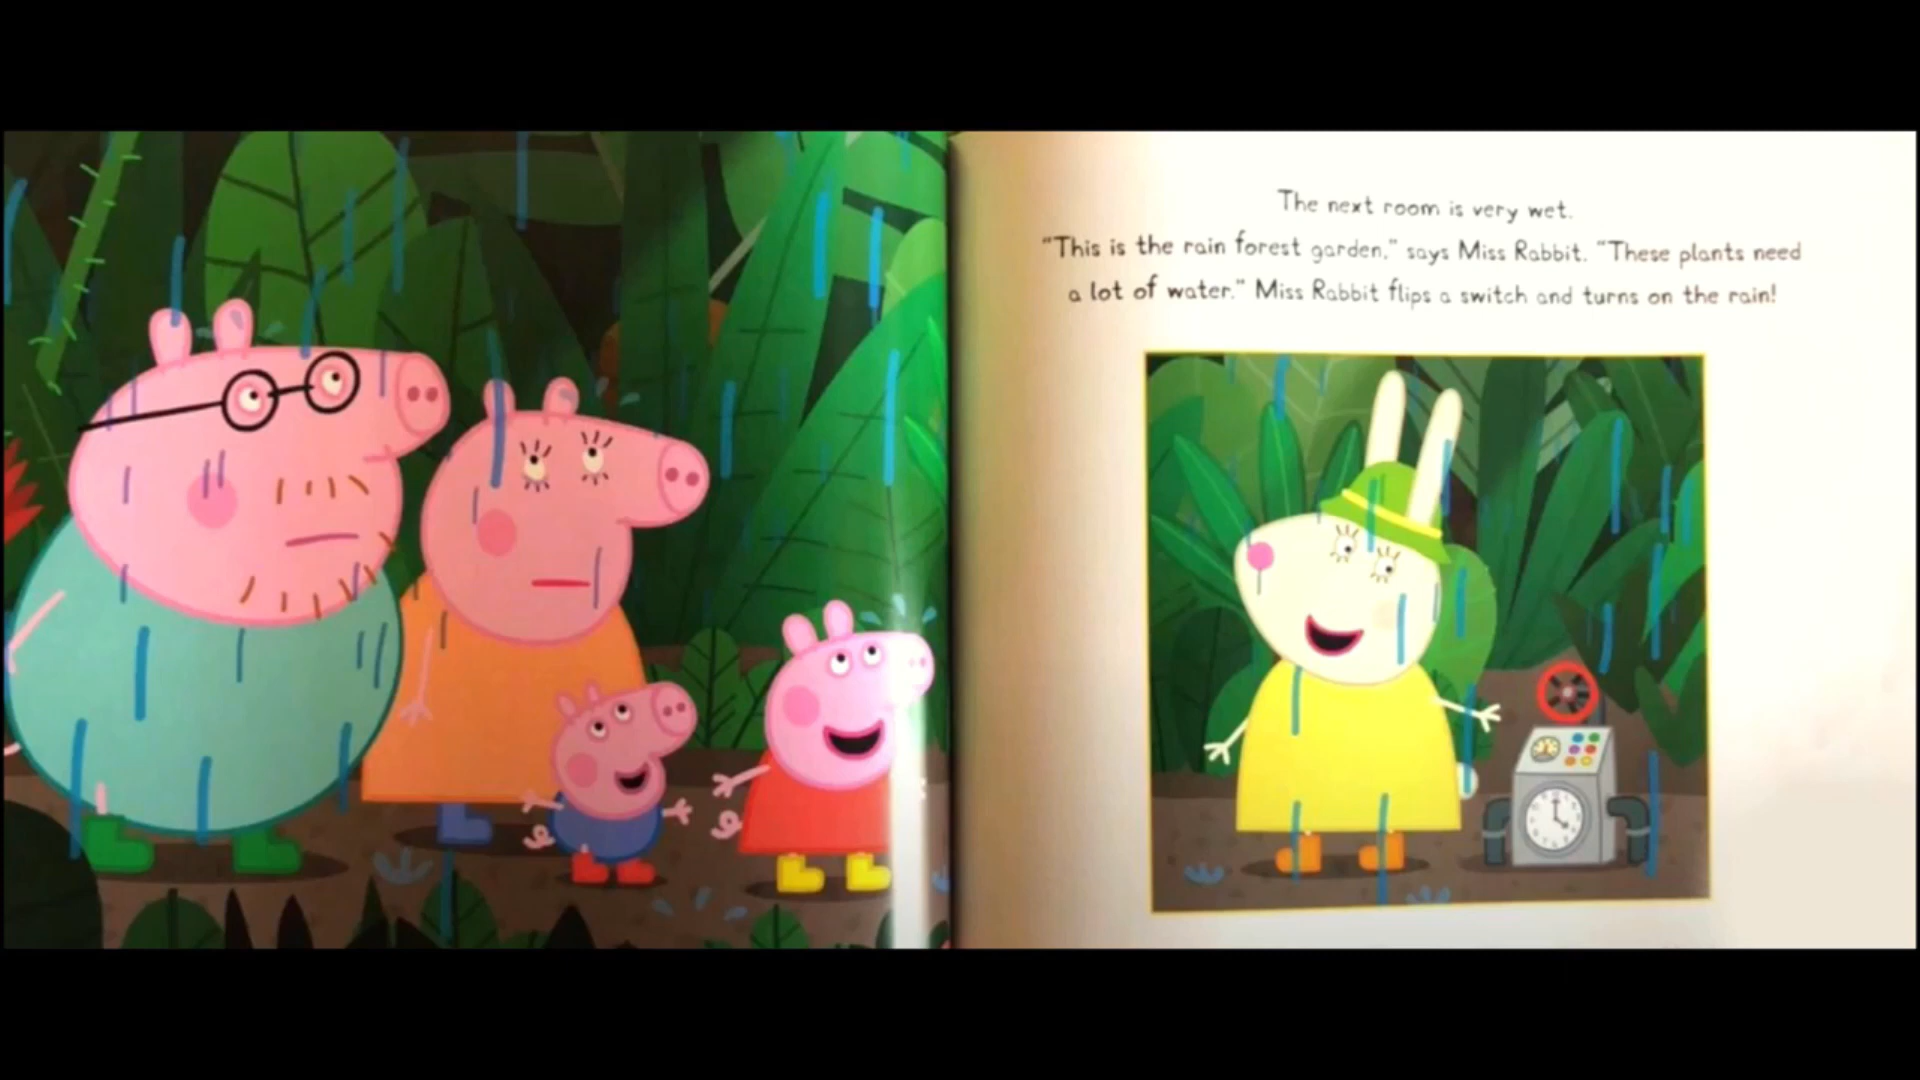 The next room is very wet.
"This is the rain forest garden," says Miss Rabbit. "These plants need
a lot of water." Miss Rabbit flips a switch and turns on the rain!